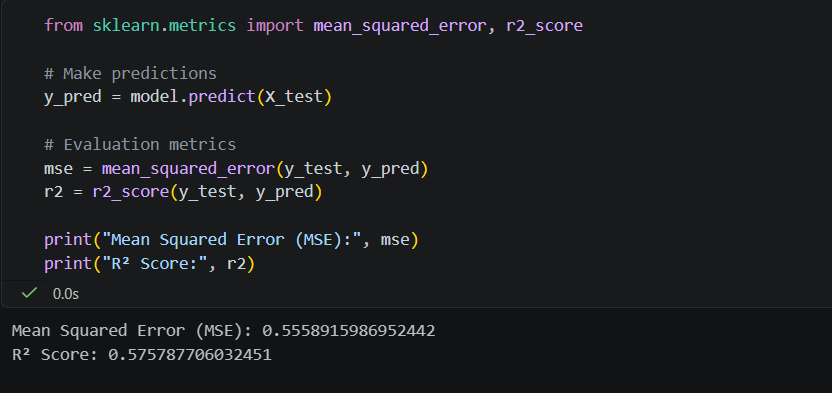 from sklearn.metrics import mean_squared_error, r2_score
# Make predictions
y_pred = model.predict(X_test)
# Evaluation metrics
mse = mean_squared_error(y_test, y_pred)
r2 = r2_score(y_test, y_pred)
print("Mean Squared Error (MSE):", mse)
print("R² Score:", r2)
0.0s
Mean Squared Error (MSE): 0.5558915986952442
R² Score: 0.575787706032451